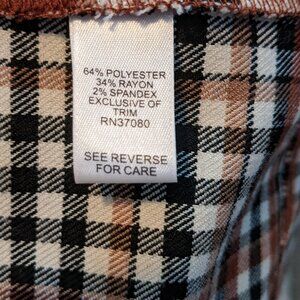 64% POLYESTER
34% RAYON
2% SPANDEX
EXCLUSIVE OF
TRIM
RN37080
SEE REVERSE
FOR CARE